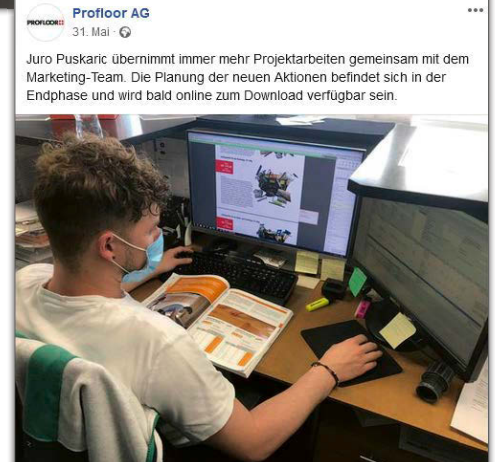 PROFLOOR
Profloor AG
31. Mai
Juro Puskaric übernimmt immer mehr Projektarbeiten gemeinsam mit dem
Marketing-Team. Die Planung der neuen Aktionen befindet sich in der
Endphase und wird bald online zum Download verfügbar sein.